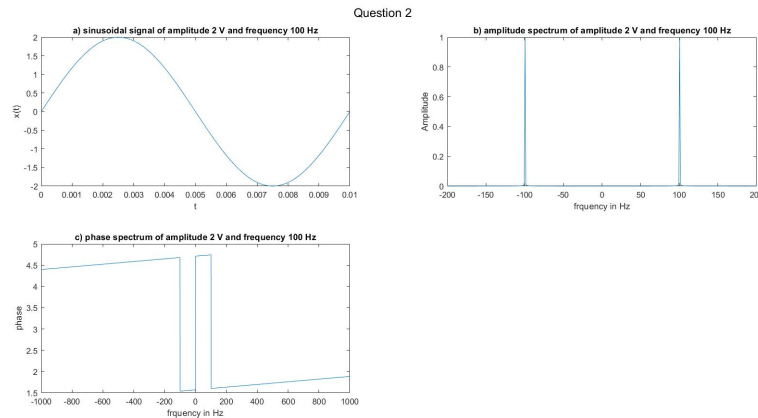 Question 2
a) sinusoidal signal of amplitude 2 V and frequency 100 Hz
2
1.5
1
0.5
0
-0.5
-1
-1.5
-2
x(t)
0 0.001 0.002 0.003 0.004 0.005 0.006 0.007 0.008 0.009 0.01
t
b) amplitude spectrum of amplitude 2 V and frequency 100 Hz
1
0.8
0.6
0.4
0.2
0
Amplitude
-200 -150 -100 -50 0 50 100 150 200
frquency in Hz
c) phase spectrum of amplitude 2 V and frequency 100 Hz
5
4.5
4
3.5
3
2.5
2
1.5
phase
-1000 -800 -600 -400 -200 0 200 400 600 800 1000
frquency in Hz